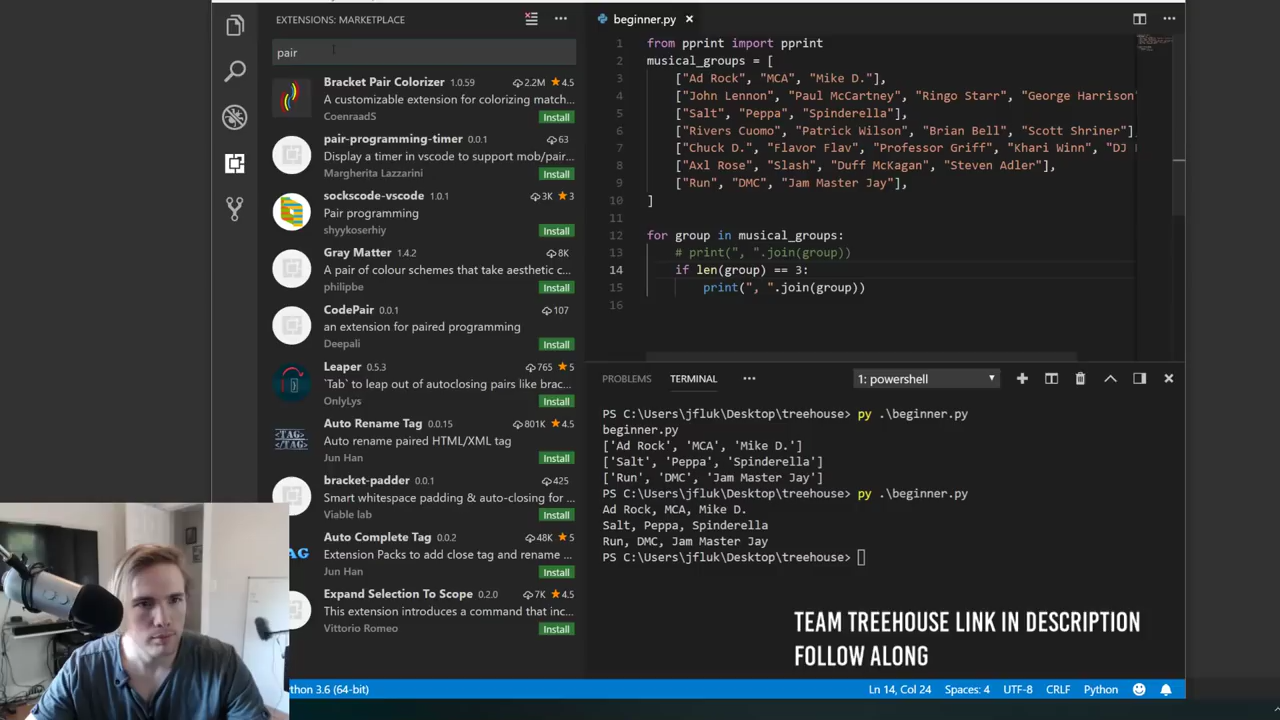 EXTENSIONS: MARKETPLACE
pair
Bracket Pair Colorizer 1.0.59 2.2M 4.5
A customizable extension for colorizing match...
CoenraadS Install
pair-programming-timer 0.0.1 63
Display a timer in vscode to support mob/pair...
Margherita Lazzarini Install
sockscode-vscode 1.0.1 3K 3
Pair programming
shyykoserhiy Install
Gray Matter 1.4.2 8K
A pair of colour schemes that take aesthetic c...
philipbe Install
CodePair 0.0.1 107
an extension for paired programming
Deepali Install
Leaper 0.5.3 765 5
`Tab` to leap out of autoclosing pairs like brac...
OnlyLys Install
Auto Rename Tag 0.0.15 801K 4.5
Auto rename paired HTML/XML tag
Jun Han Install
<TAG>
</TAG>
bracket-padder 0.0.1 425
Smart whitespace padding & auto-closing for ...
Viable lab Install
Auto Complete Tag 0.0.2 48K 5
Extension Packs to add close tag and rename ...
Jun Han Install
AG
Expand Selection To Scope 0.2.0 7K 4.5
This extension introduces a command that inc...
Vittorio Romeo Install
beginner.py
1 from pprint import pprint
2 musical_groups = [
3 ["Ad Rock", "MCA", "Mike D."],
4 ["John Lennon", "Paul McCartney", "Ringo Starr", "George Harrison"
5 ["Salt", "Peppa", "Spinderella"],
6 ["Rivers Cuomo", "Patrick Wilson", "Brian Bell", "Scott Shriner"],
7 ["Chuck D.", "Flavor Flav", "Professor Griff", "Khari Winn", "DJ
8 ["Axl Rose", "Slash", "Duff McKagan", "Steven Adler"],
9 ["Run", "DMC", "Jam Master Jay"],
10 ]
11
12 for group in musical_groups:
13 # print(", ".join(group))
14 if len(group) == 3:
15 print(", ".join(group))
16
PROBLEMS TERMINAL ••• 1: powershell
PS C:\Users\jfluk\Desktop\treehouse> py .\beginner.py
beginner.py
['Ad Rock', 'MCA', 'Mike D.']
['Salt', 'Peppa', 'Spinderella']
['Run', 'DMC', 'Jam Master Jay']
PS C:\Users\jfluk\Desktop\treehouse> py .\beginner.py
Ad Rock, MCA, Mike D.
Salt, Peppa, Spinderella
Run, DMC, Jam Master Jay
PS C:\Users\jfluk\Desktop\treehouse>
TEAM TREEHOUSE LINK IN DESCRIPTION
FOLLOW ALONG
thon 3.6 (64-bit) Ln 14, Col 24 Spaces: 4 UTF-8 CRLF Python